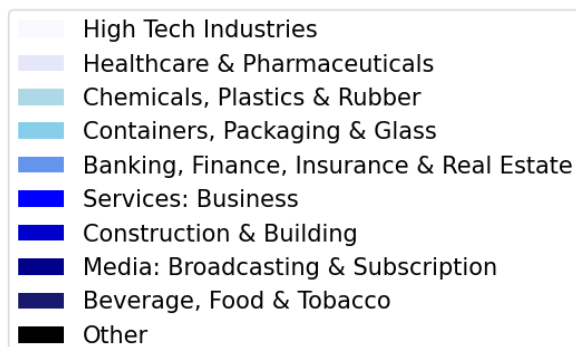 High Tech Industries
Healthcare & Pharmaceuticals
Chemicals, Plastics & Rubber
Containers, Packaging & Glass
Banking, Finance, Insurance & Real Estate
Services: Business
Construction & Building
Media: Broadcasting & Subscription
Beverage, Food & Tobacco
Other